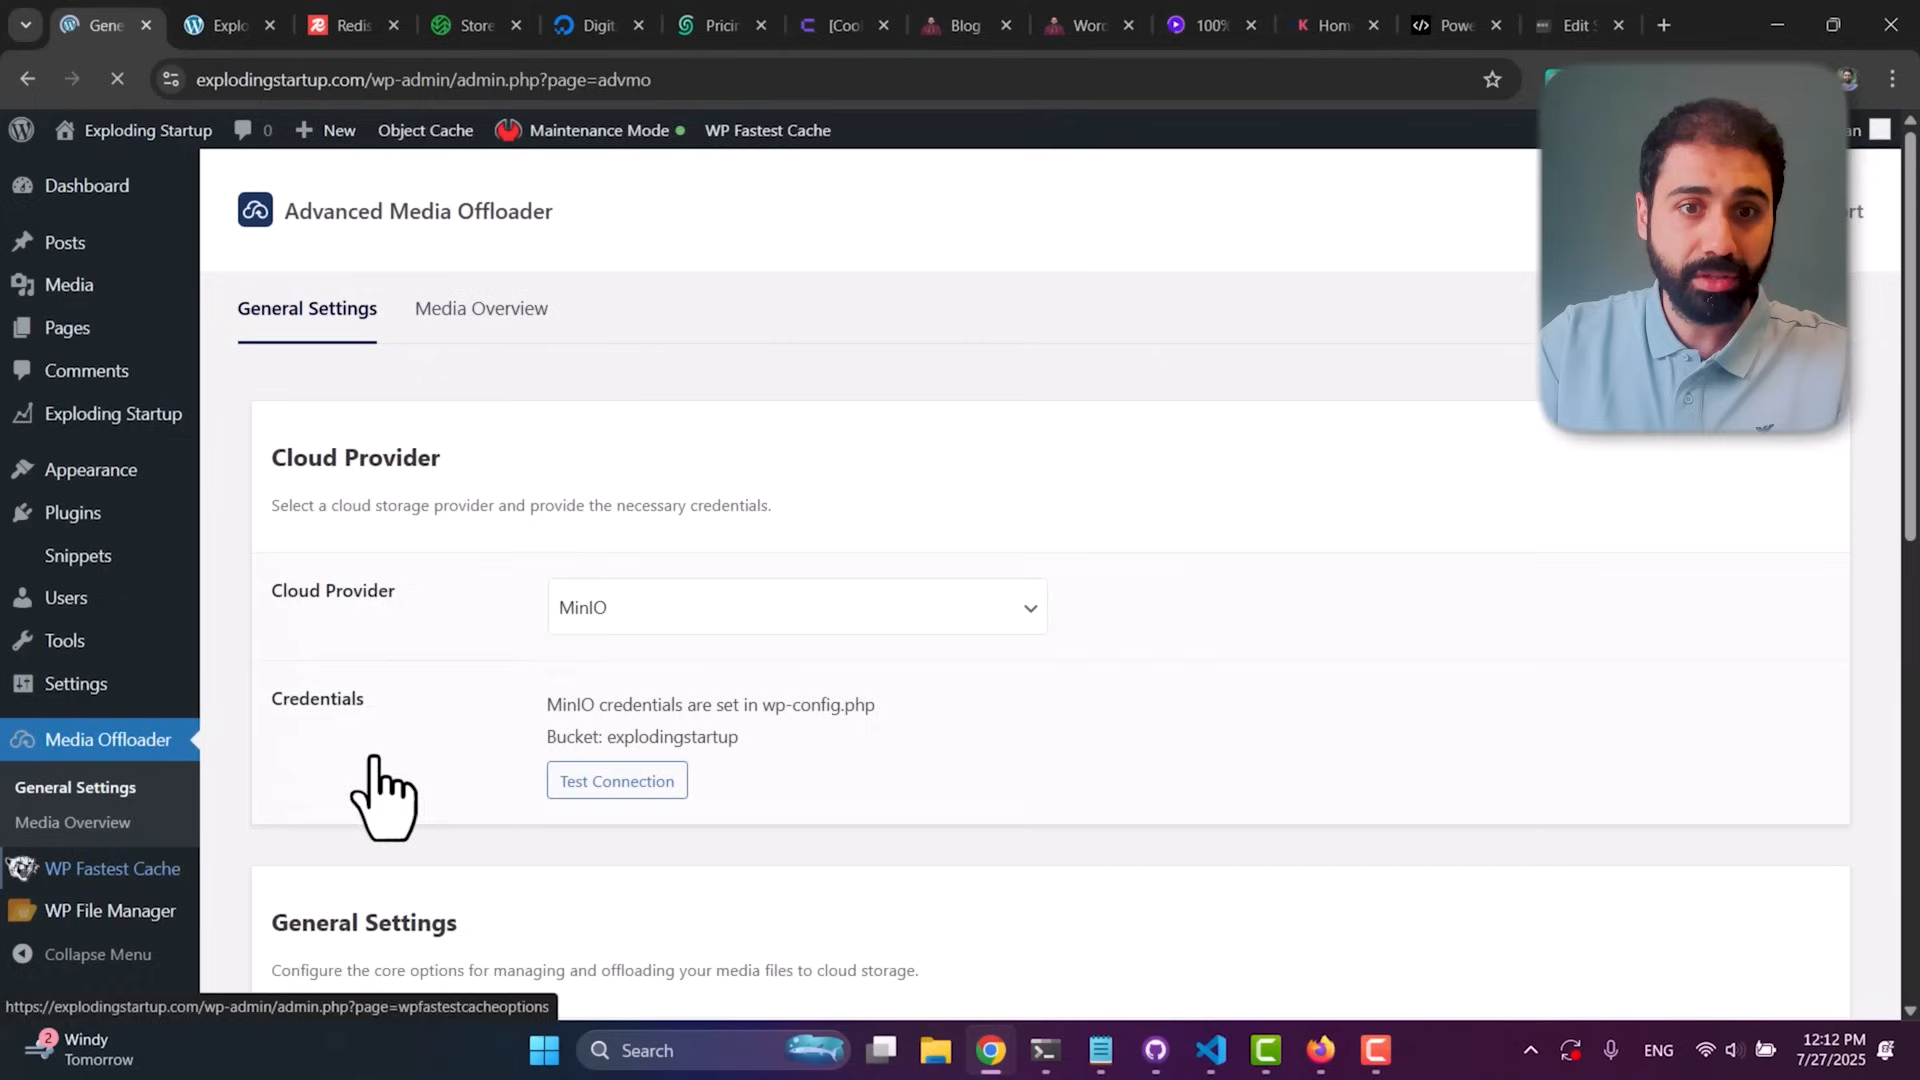 Gene
Explo
Redis
Store
Digit
Pricin
[Coo
Blog
Word
100%
Hom
Powe
Edit S
explodingstartup.com/wp-admin/admin.php?page=advmo
Exploding Startup
0
New
Object Cache
Maintenance Mode
WP Fastest Cache
an
Dashboard
Posts
Media
Pages
Comments
Exploding Startup
Appearance
Plugins
Snippets
Users
Tools
Settings
Media Offloader
General Settings
Media Overview
WP Fastest Cache
WP File Manager
Collapse Menu
Advanced Media Offloader
rt
General Settings
Media Overview
Cloud Provider
Select a cloud storage provider and provide the necessary credentials.
Cloud Provider
MinIO
Credentials
MinIO credentials are set in wp-config.php
Bucket: explodingstartup
Test Connection
General Settings
Configure the core options for managing and offloading your media files to cloud storage.
https://explodingstartup.com/wp-admin/admin.php?page=wpfastestcacheoptions
2
Windy
Tomorrow
Search
ENG
12:12 PM
7/27/2025